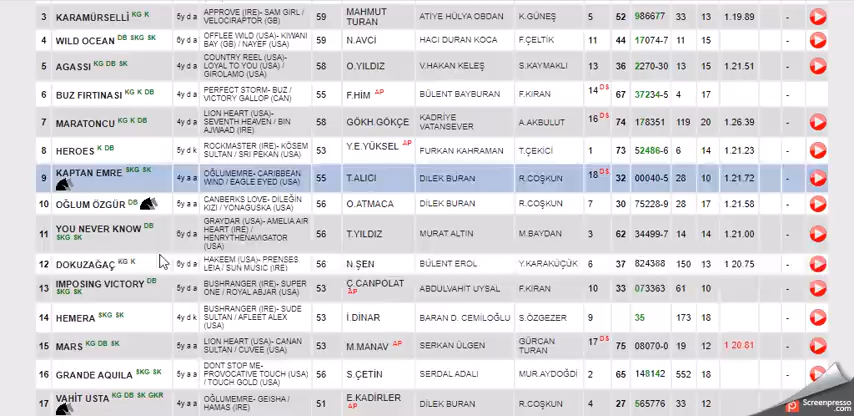 3 KARAMÜRSELLİ KG K 5y d a APPROVE (IRE)- SAM GIRL / VELOCIRAPTOR (GB) 59 MAHMUT TURAN ATİYE HÜLYA OBDAN K.GÜNEŞ 5 52 986677 33 13 1.19.89 -
4 WILD OCEAN DB SKG SK 6y d a OFFLEE WILD (USA)- KIWANI BAY (GB) / NAYEF (USA) 59 N.AVCİ HACI DURAN KOCA F.ÇELTİK 11 44 17074-7 11 15 -
5 AGASSI KG DB SK 5y a a COUNTRY REEL (USA)- LOYAL TO YOU (USA) / GIROLAMO (USA) 58 O.YILDIZ V.HAKAN KELEŞ S.KAYMAKLI 13 36 2270-30 13 15 1.21.51 -
6 BUZ FIRTINASI KG K DB 5y a a PERFECT STORM- BUZ / VICTORY GALLOP (CAN) 55 F.HİM AP BÜLENT BAYBURAN F.KIRAN 14 DS 67 37234-5 4 17 -
7 MARATONCU KG K DB 5y d a LION HEART (USA)- SEVENTH HEAVEN / BIN AJWAAD (IRE) 58 GÖKH.GÖKÇE KADRİYE VATANSEVER A.AKBULUT 16 DS 74 178351 119 20 1.26.39 -
8 HEROES K DB 5y d k ROCKMASTER (IRE)- KÖSEM SULTAN / SRI PEKAN (USA) 53 Y.E.YÜKSEL AP FURKAN KAHRAMAN T.ÇEKİCİ 1 73 52486-6 6 14 1.21.23 -
9 KAPTAN EMRE SKG SK 4y a a OĞLUMEMRE- CARIBBEAN WIND / EAGLE EYED (USA) 55 T.ALICI DİLEK BURAN R.COŞKUN 18 DS 32 00040-5 28 10 1.21.72 -
10 OĞLUM ÖZGÜR DB 5y a a CANBERKS LOVE- DİLEĞİN KIZI / YONAGUSKA (USA) 56 O.ATMACA DİLEK BURAN R.COŞKUN 7 30 75228-9 28 17 1.21.58 -
11 YOU NEVER KNOW DB SKG SK 6y d a GRAYDAR (USA)- AMELIA AIR HEART (IRE) / HENRYTHENAVIGATOR (USA) 56 T.YILDIZ MURAT ALTIN M.BAYDAN 3 62 34499-7 14 14 1.21.00 -
12 DOKUZAĞAÇ KG K 6y d a HAKEEM (USA)- PRENSES LEIA / SUN MUSIC (IRE) 56 N.ŞEN BÜLENT EROL Y.KARAKÜÇÜK 6 37 824388 150 13 1.20.75 -
13 IMPOSING VICTORY DB SKG SK 6y d a BUSHRANGER (IRE)- SUPER ONE / ROYAL ABJAR (USA) 53 Ç.CANPOLAT AP ABDULVAHİT UYSAL F.KIRAN 10 33 073363 61 10 -
14 HEMERA SKG SK 4y d k BUSHRANGER (IRE)- SUDE SULTAN / AFLEET ALEX (USA) 53 İ.DİNAR BARAN D. CEMİLOĞLU S.ÖZGEZER 9 35 173 18 -
15 MARS KG DB SK 5y a a LION HEART (USA)- CANAN SULTAN / CUVEE (USA) 53 M.MANAV AP SERKAN ÜLGEN GÜRCAN TURAN 17 DS 75 08070-0 19 12 1.20.81 -
16 GRANDE AQUILA SKG SK 5y a a DONT STOP ME- PROVOCATIVE TOUCH (USA) / TOUCH GOLD (USA) 56 S.ÇETİN SERDAL ADALI MUR.AYDOĞDI 2 65 148142 552 18 -
17 VAHİT USTA KG DB SK GKR 4y a a OĞLUMEMRE- GEISHA / HAMAS (IRE) 51 E.KADİRLER AP DİLEK BURAN R.COŞKUN 4 27 565776 33 12 -
Screenpresso
.com